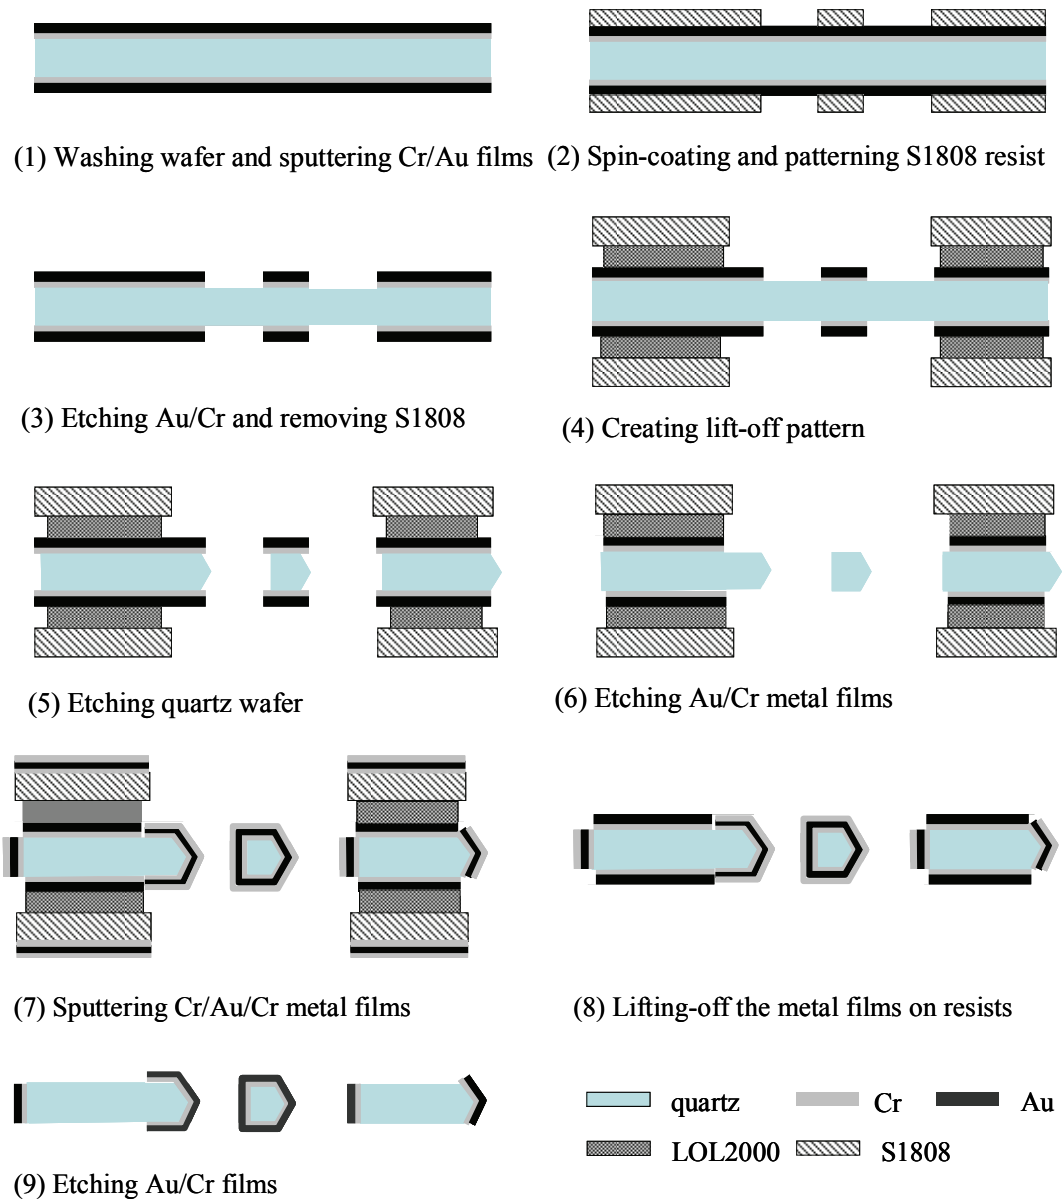 (1) Washing wafer and sputtering Cr/Au films
(2) Spin-coating and patterning S1808 resist
(3) Etching Au/Cr and removing S1808
(4) Creating lift-off pattern
(5) Etching quartz wafer
(6) Etching Au/Cr metal films
(7) Sputtering Cr/Au/Cr metal films
(8) Lifting-off the metal films on resists
quartz
Cr
Au
LOL2000
S1808
(9) Etching Au/Cr films